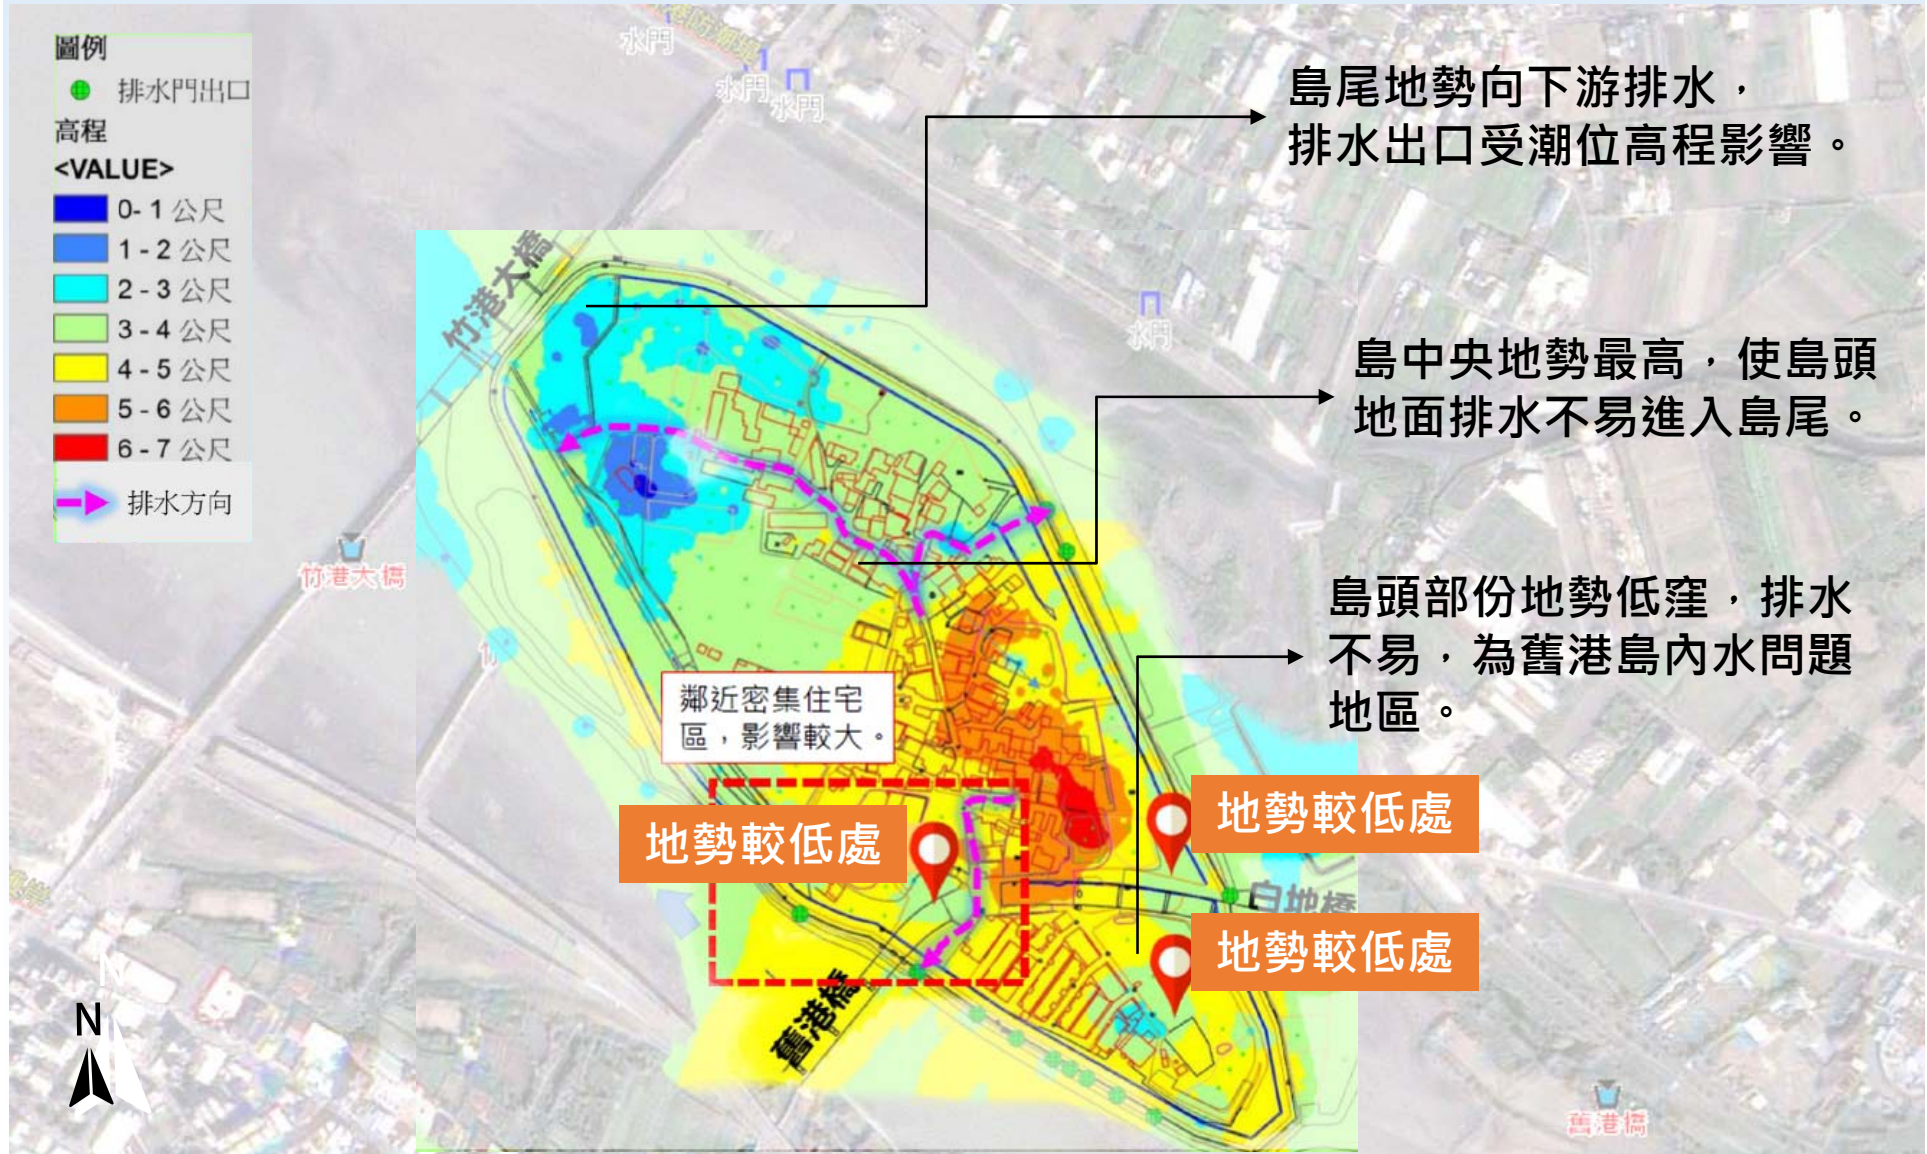 圖例
排水門出口
高程
<VALUE>
0- 1 公尺
1 - 2 公尺
2 - 3 公尺
3 - 4 公尺
4 - 5 公尺
5 - 6 公尺
6 - 7 公尺
排水方向
水門
水門
水門
島尾地勢向下游排水，
排水出口受潮位高程影響。
竹港大橋
水門
島中央地勢最高，使島頭
地面排水不易進入島尾。
竹港大橋
島頭部份地勢低窪，排水
不易，為舊港島內水問題
地區。
鄰近密集住宅
區，影響較大。
地勢較低處
地勢較低處
白地橋
地勢較低處
舊港橋
N
N
舊港橋